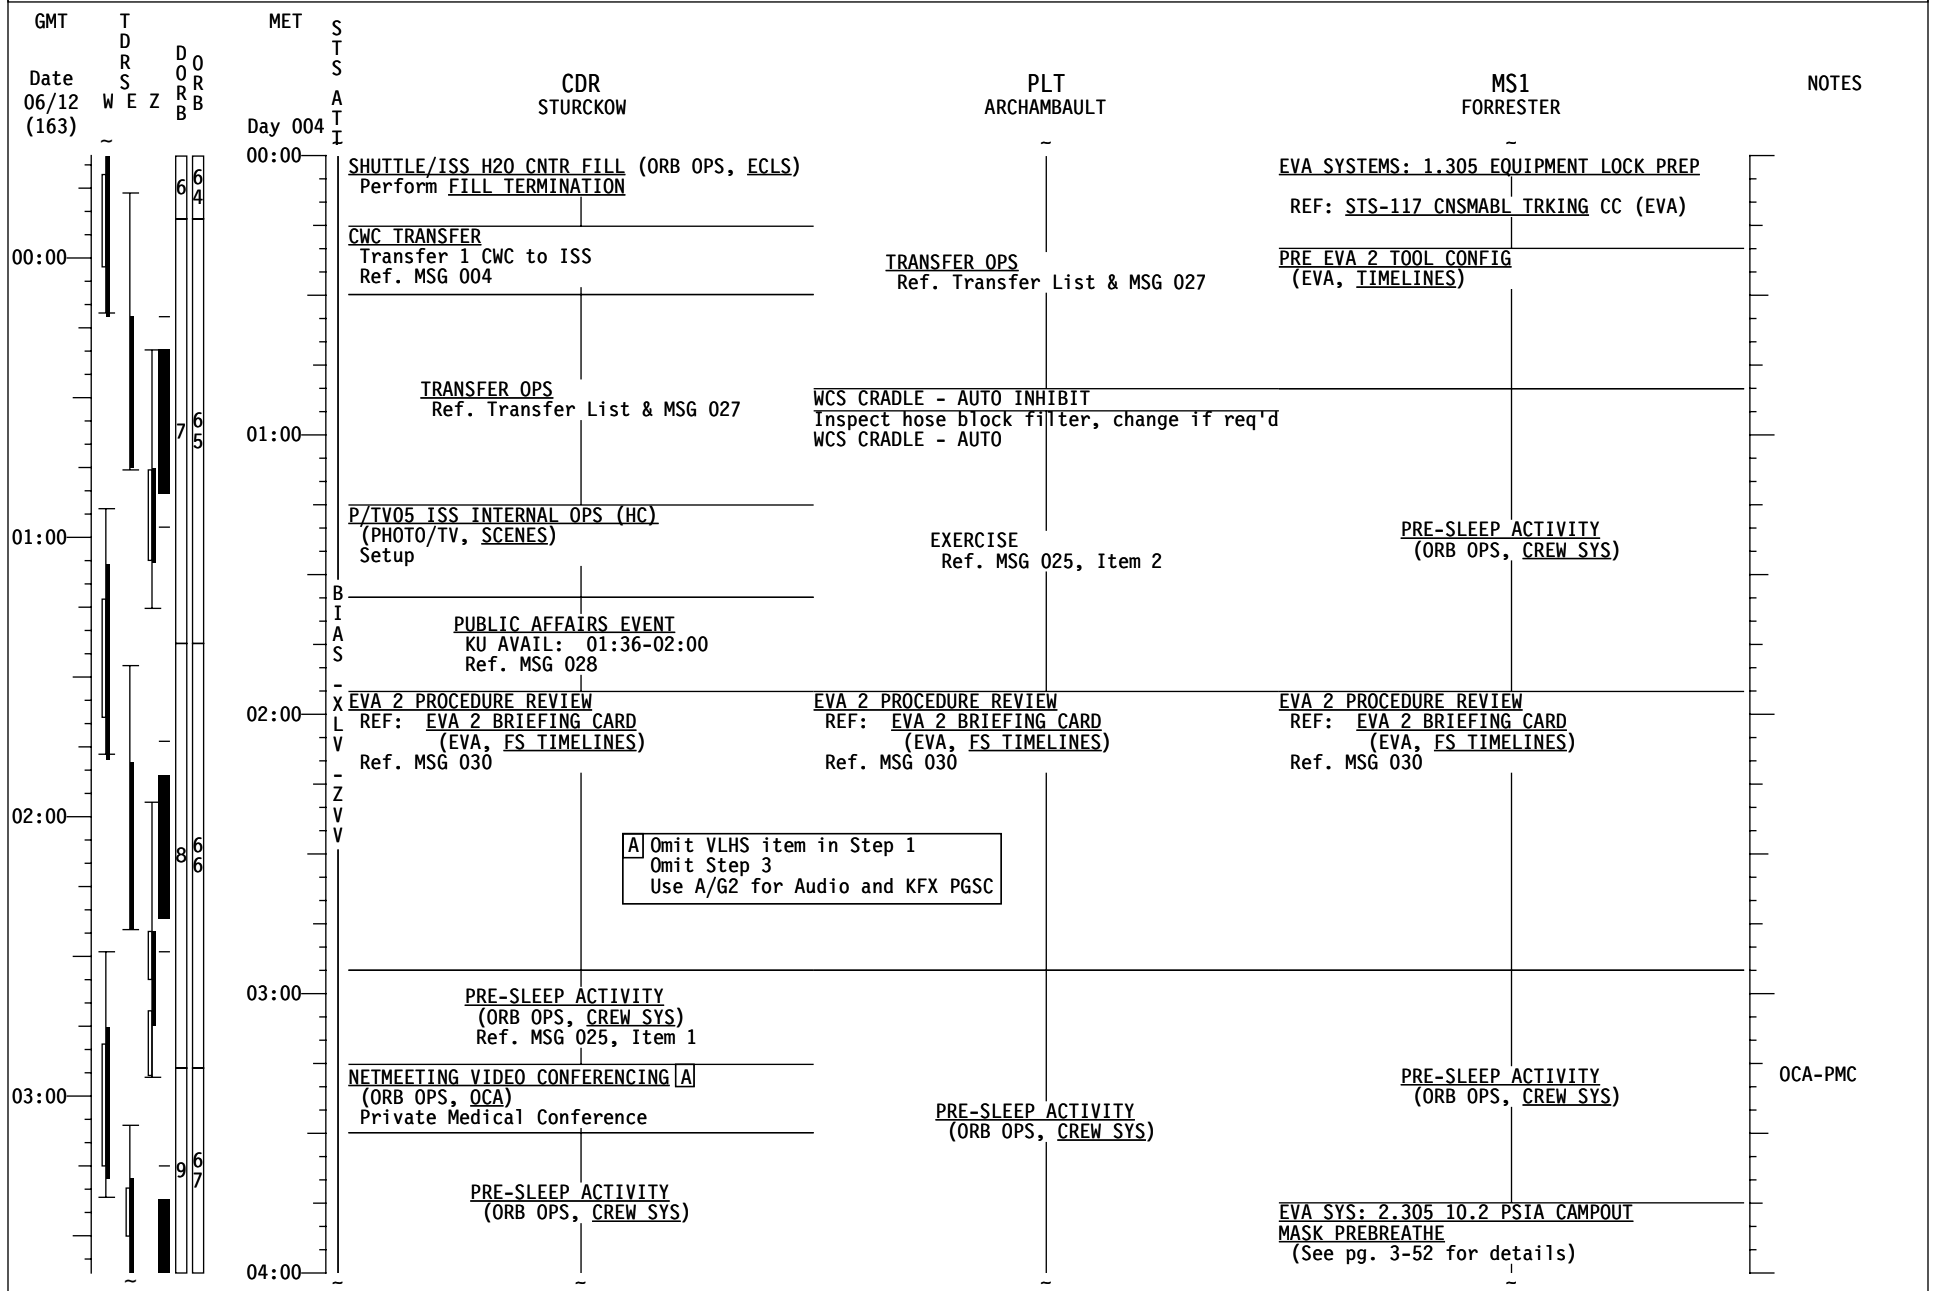 GMT
TDRS
MET
STS ATT
DORB
ORB
Date
06/12
(163)
W E Z
Day 004
CDR
STURCKOW
PLT
ARCHAMBAULT
MS1
FORRESTER
NOTES
~ ~ ~
00:00
SHUTTLE/ISS H2O CNTR FILL (ORB OPS, ECLS)
Perform FILL TERMINATION
EVA SYSTEMS: 1.305 EQUIPMENT LOCK PREP
REF: STS-117 CNSMABL TRKING CC (EVA)
6
64
CWC TRANSFER
Transfer 1 CWC to ISS
Ref. MSG 004
00:00
TRANSFER OPS
Ref. Transfer List & MSG 027
PRE EVA 2 TOOL CONFIG
(EVA, TIMELINES)
TRANSFER OPS
Ref. Transfer List & MSG 027
WCS CRADLE - AUTO INHIBIT
Inspect hose block filter, change if req'd
WCS CRADLE - AUTO
7
65
01:00
P/TV05 ISS INTERNAL OPS (HC)
(PHOTO/TV, SCENES)
Setup
01:00
EXERCISE
Ref. MSG 025, Item 2
PRE-SLEEP ACTIVITY
(ORB OPS, CREW SYS)
BIAS -XLV -ZVV
PUBLIC AFFAIRS EVENT
KU AVAIL: 01:36-02:00
Ref. MSG 028
02:00
EVA 2 PROCEDURE REVIEW
REF: EVA 2 BRIEFING CARD
(EVA, FS TIMELINES)
Ref. MSG 030
EVA 2 PROCEDURE REVIEW
REF: EVA 2 BRIEFING CARD
(EVA, FS TIMELINES)
Ref. MSG 030
EVA 2 PROCEDURE REVIEW
REF: EVA 2 BRIEFING CARD
(EVA, FS TIMELINES)
Ref. MSG 030
02:00
8
66
A Omit VLHS item in Step 1
Omit Step 3
Use A/G2 for Audio and KFX PGSC
03:00
PRE-SLEEP ACTIVITY
(ORB OPS, CREW SYS)
Ref. MSG 025, Item 1
NETMEETING VIDEO CONFERENCING A
(ORB OPS, OCA)
Private Medical Conference
03:00
PRE-SLEEP ACTIVITY
(ORB OPS, CREW SYS)
PRE-SLEEP ACTIVITY
(ORB OPS, CREW SYS)
OCA-PMC
9
67
PRE-SLEEP ACTIVITY
(ORB OPS, CREW SYS)
EVA SYS: 2.305 10.2 PSIA CAMPOUT
MASK PREBREATHE
(See pg. 3-52 for details)
04:00
~ ~ ~ ~ ~